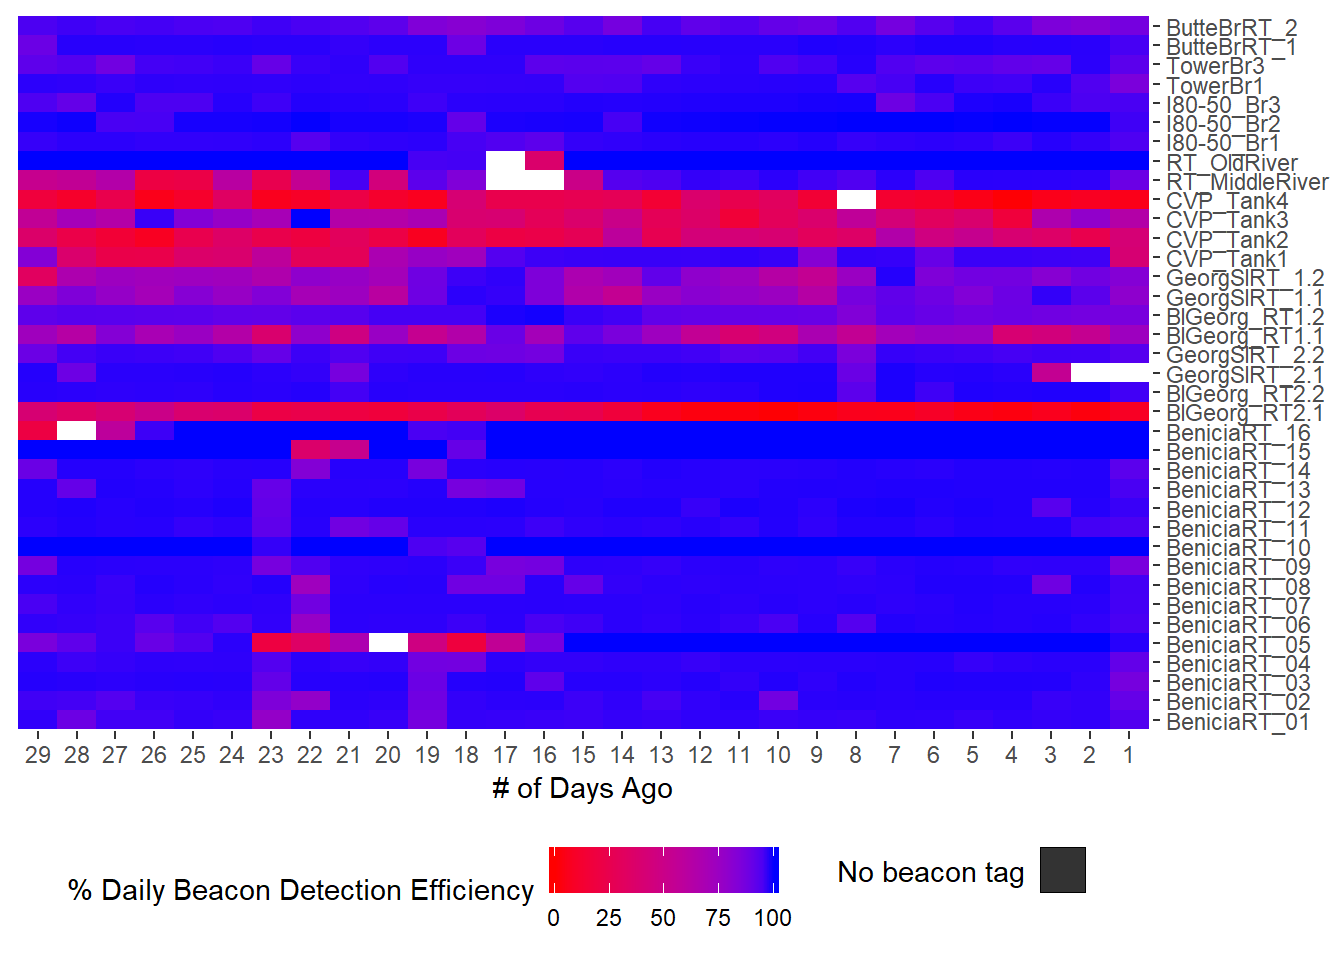 ButteBrRT_2
ButteBrRT_1
TowerBr3
TowerBr1
I80-50_Br3
I80-50_Br2
I80-50_Br1
RT_OldRiver
RT_MiddleRiver
CVP_Tank4
CVP_Tank3
CVP_Tank2
CVP_Tank1
GeorgSlRT_1.2
GeorgSlRT_1.1
BlGeorg_RT1.2
BlGeorg_RT1.1
GeorgSlRT_2.2
GeorgSlRT_2.1
BlGeorg_RT2.2
BlGeorg_RT2.1
BeniciaRT_16
BeniciaRT_15
BeniciaRT_14
BeniciaRT_13
BeniciaRT_12
BeniciaRT_11
BeniciaRT_10
BeniciaRT_09
BeniciaRT_08
BeniciaRT_07
BeniciaRT_06
BeniciaRT_05
BeniciaRT_04
BeniciaRT_03
BeniciaRT_02
BeniciaRT_01
29 28 27 26 25 24 23 22 21 20 19 18 17 16 15 14 13 12 11 10 9 8 7 6 5 4 3 2 1
# of Days Ago
% Daily Beacon Detection Efficiency
0 25 50 75 100
No beacon tag